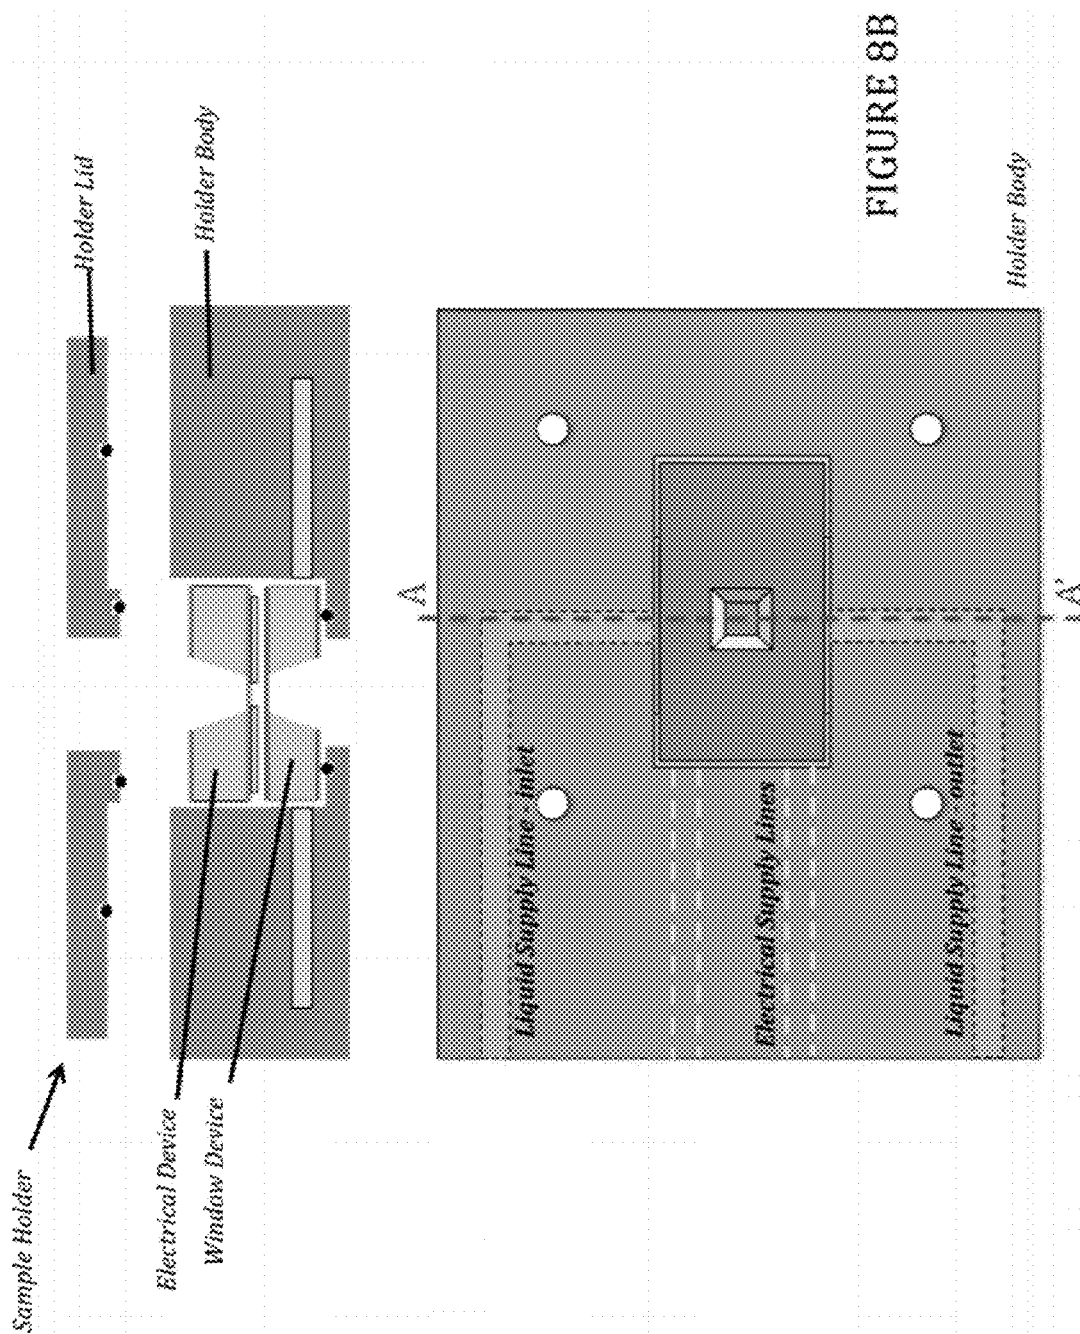 Sample Holder
Holder Lid
Electrical Device
Holder Body
Window Device
A
Liquid Supply Line - inlet
Electrical Supply Lines
FIGURE 8B
Liquid Supply Line - outlet
Holder Body
A'